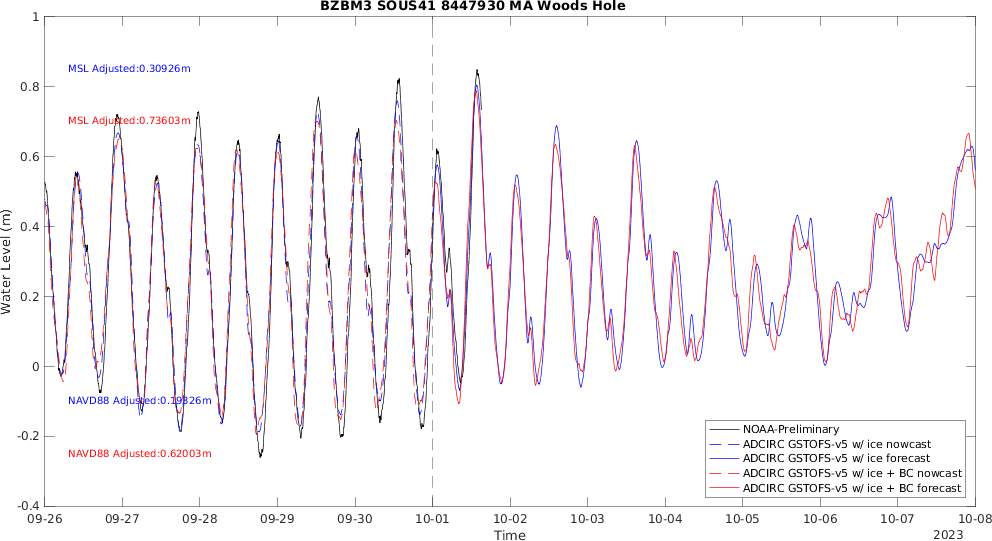 BZBM3 SOUS41 8447930 MA Woods Hole
1
0.8
0.6
0.4
0.2
0
-0.2
-0.4
Water Level (m)
MSL Adjusted:0.30926m
MSL Adjusted:0.73603m
NAVD88 Adjusted:0.19326m
NAVD88 Adjusted:0.62003m
NOAA-Preliminary
ADCIRC GSTOFS-v5 w/ ice nowcast
ADCIRC GSTOFS-v5 w/ ice forecast
ADCIRC GSTOFS-v5 w/ ice + BC nowcast
ADCIRC GSTOFS-v5 w/ ice + BC forecast
09-26 09-27 09-28 09-29 09-30 10-01 10-02 10-03 10-04 10-05 10-06 10-07 10-08
Time
2023